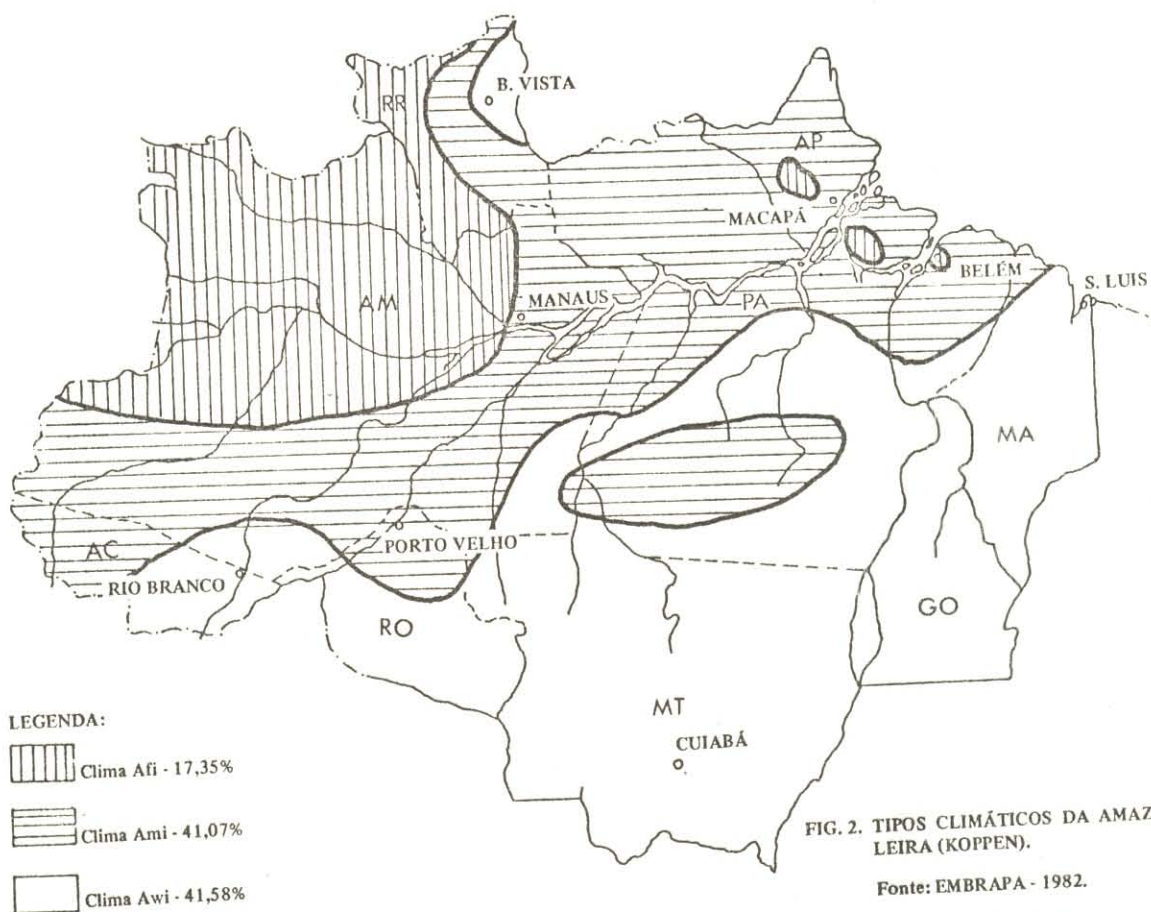 B. VISTA
RR
AP
MACAPÁ
BELÉM
S. LUIS
AM
MANAUS
PA
MA
AC
PORTO VELHO
RIO BRANCO
RO
GO
MT
CUIABÁ
LEGENDA:
Clima Afi - 17,35%
Clima Ami - 41,07%
Clima Awi - 41,58%
FIG. 2. TIPOS CLIMÁTICOS DA AMAZ
LEIRA (KOPPEN).
Fonte: EMBRAPA - 1982.